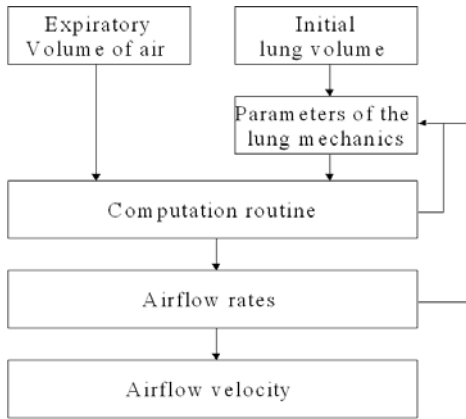 Expiratory
Volume of air
Initial
lung volume
Parameters of the
lung mechanics
Computation routine
Airflow rates
Airflow velocity